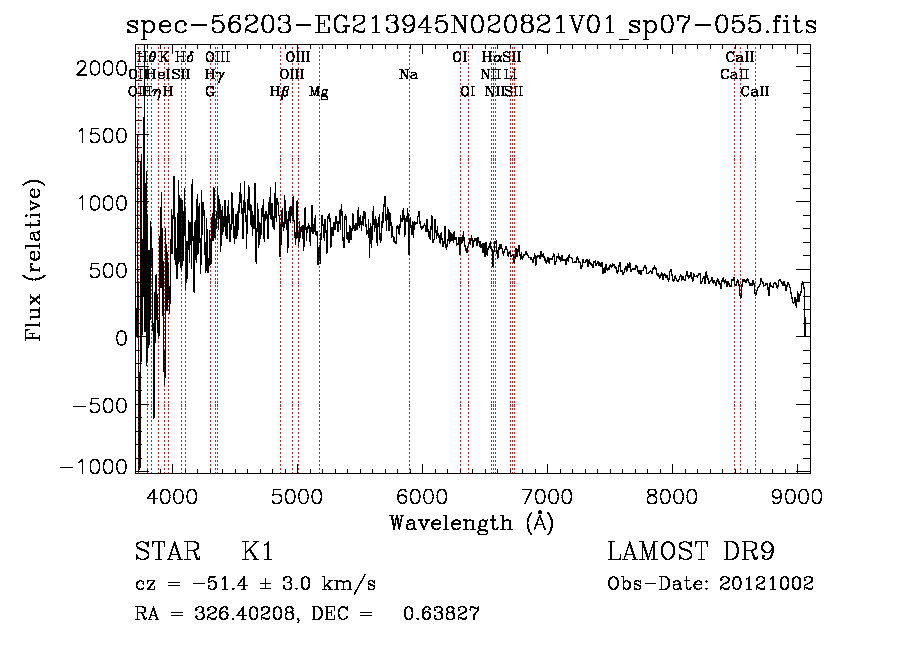 spec-56203-EG213945N020821V01_sp07-055.fits
Hθ K Hδ OIII OIII OI Hα SII CaII
OII HeI SII Hγ OIII Na NII Li CaII
OII Hη H G Hβ Mg OI NII SII CaII
2000
1500
1000
500
0
-500
-1000
Flux (relative)
4000 5000 6000 7000 8000 9000
Wavelength (Å)
STAR K1 LAMOST DR9
cz = -51.4 ± 3.0 km/s Obs-Date: 20121002
RA = 326.40208, DEC = 0.63827